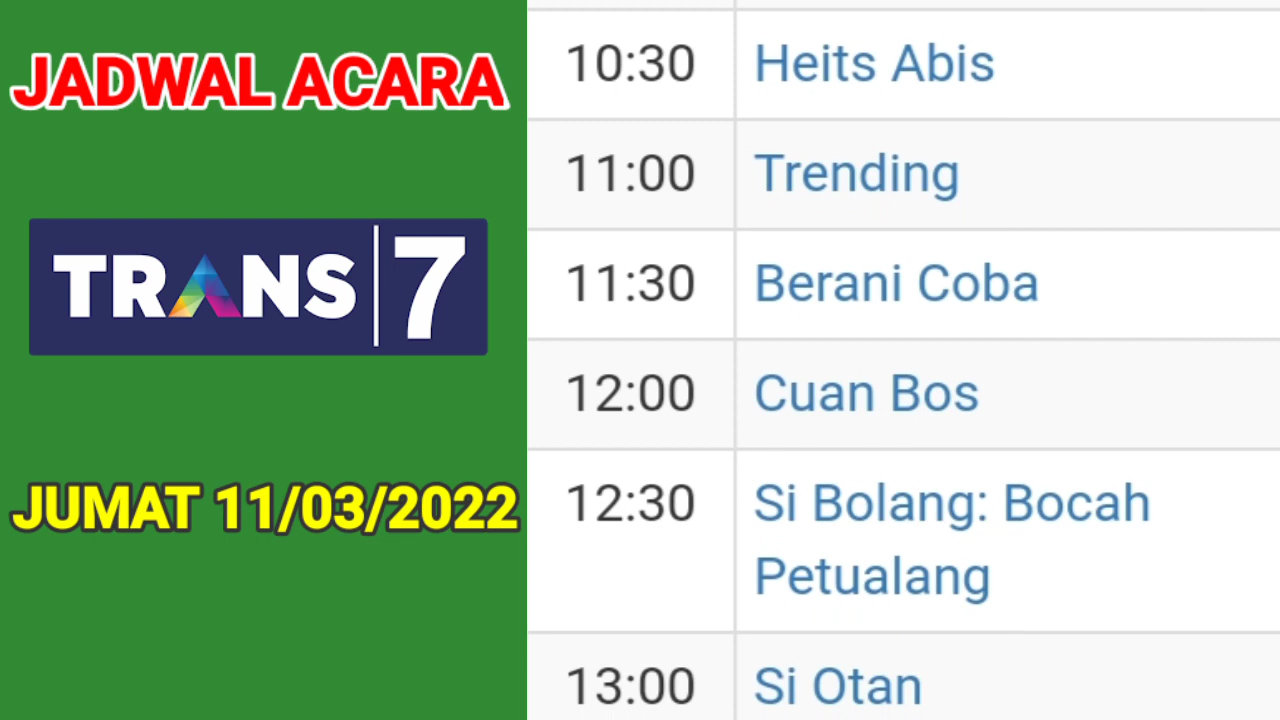 JADWAL ACARA
TRANS|7
JUMAT 11/03/2022
10:30 Heits Abis
11:00 Trending
11:30 Berani Coba
12:00 Cuan Bos
12:30 Si Bolang: Bocah
Petualang
13:00 Si Otan